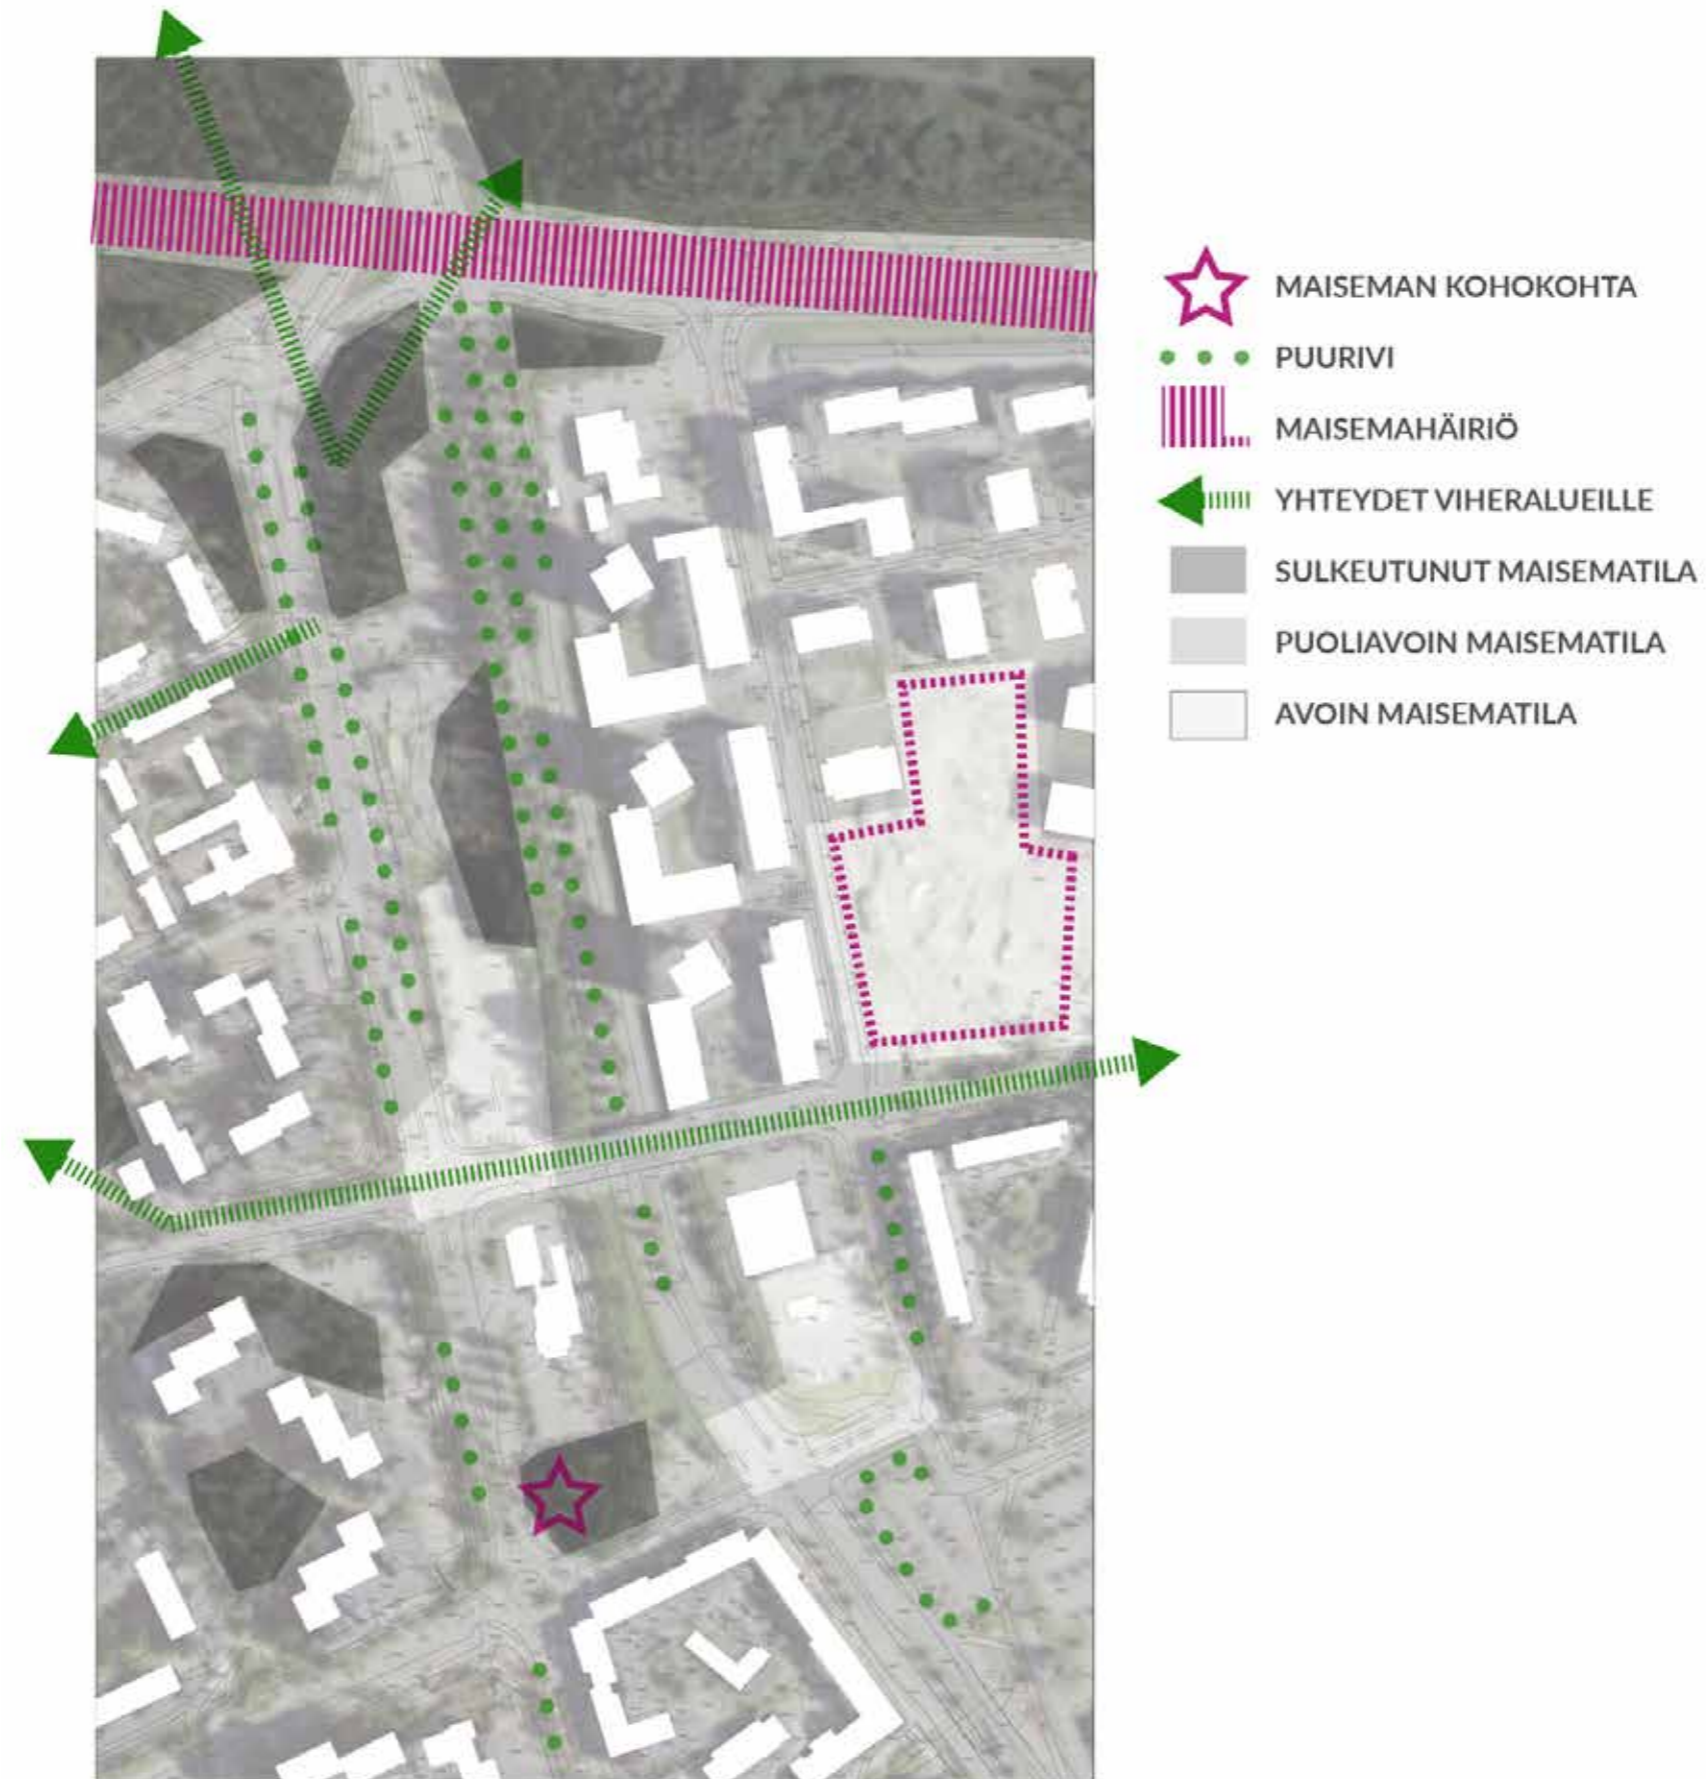 MAISEMAN KOHOKOHTA
PUURIVI
MAISEMAHÄIRIÖ
YHTEYDET VIHERALUEILLE
SULKEUTUNUT MAISEMATILA
PUOLIAVOIN MAISEMATILA
AVOIN MAISEMATILA